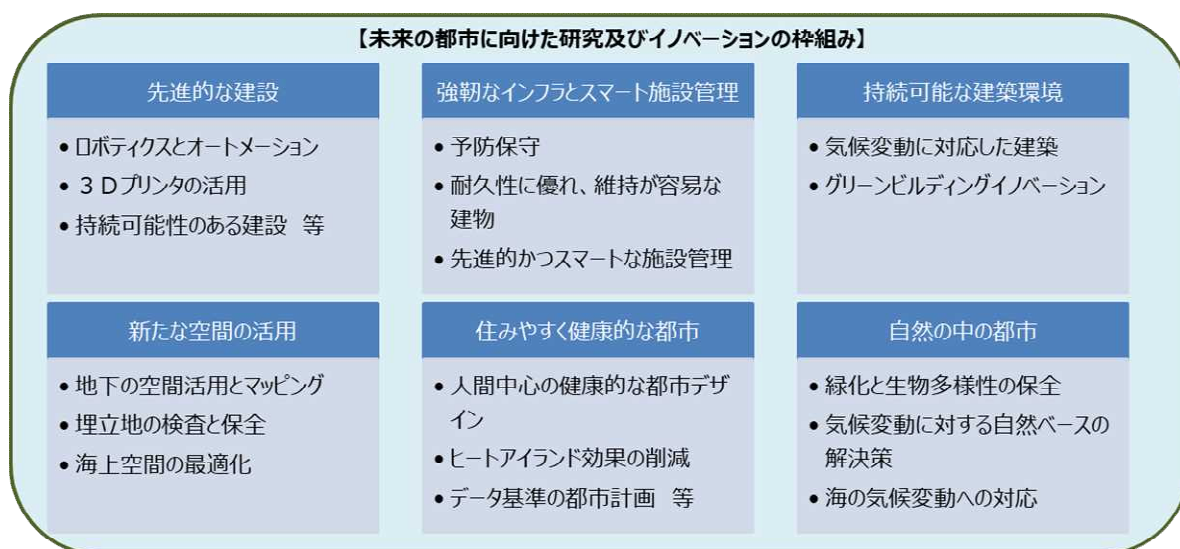 【未来の都市に向けた研究及びイノベーションの枠組み】
先進的な建設
• ロボティクスとオートメーション
• ３Ｄプリンタの活用
• 持続可能性のある建設　等
強靭なインフラとスマート施設管理
• 予防保守
• 耐久性に優れ、維持が容易な
建物
• 先進的かつスマートな施設管理
持続可能な建築環境
• 気候変動に対応した建築
• グリーンビルディングイノベーション
新たな空間の活用
• 地下の空間活用とマッピング
• 埋立地の検査と保全
• 海上空間の最適化
住みやすく健康的な都市
• 人間中心の健康的な都市デザ
イン
• ヒートアイランド効果の削減
• データ基準の都市計画　等
自然の中の都市
• 緑化と生物多様性の保全
• 気候変動に対する自然ベースの
解決策
• 海の気候変動への対応